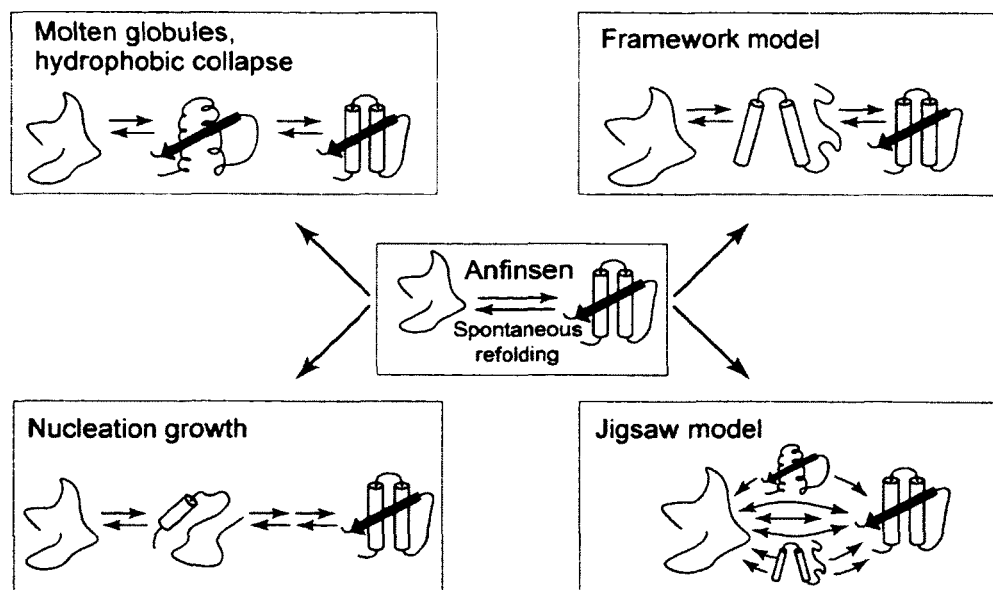 Molten globules,
hydrophobic collapse
Framework model
Anfinsen
Spontaneous
refolding
Nucleation growth
Jigsaw model